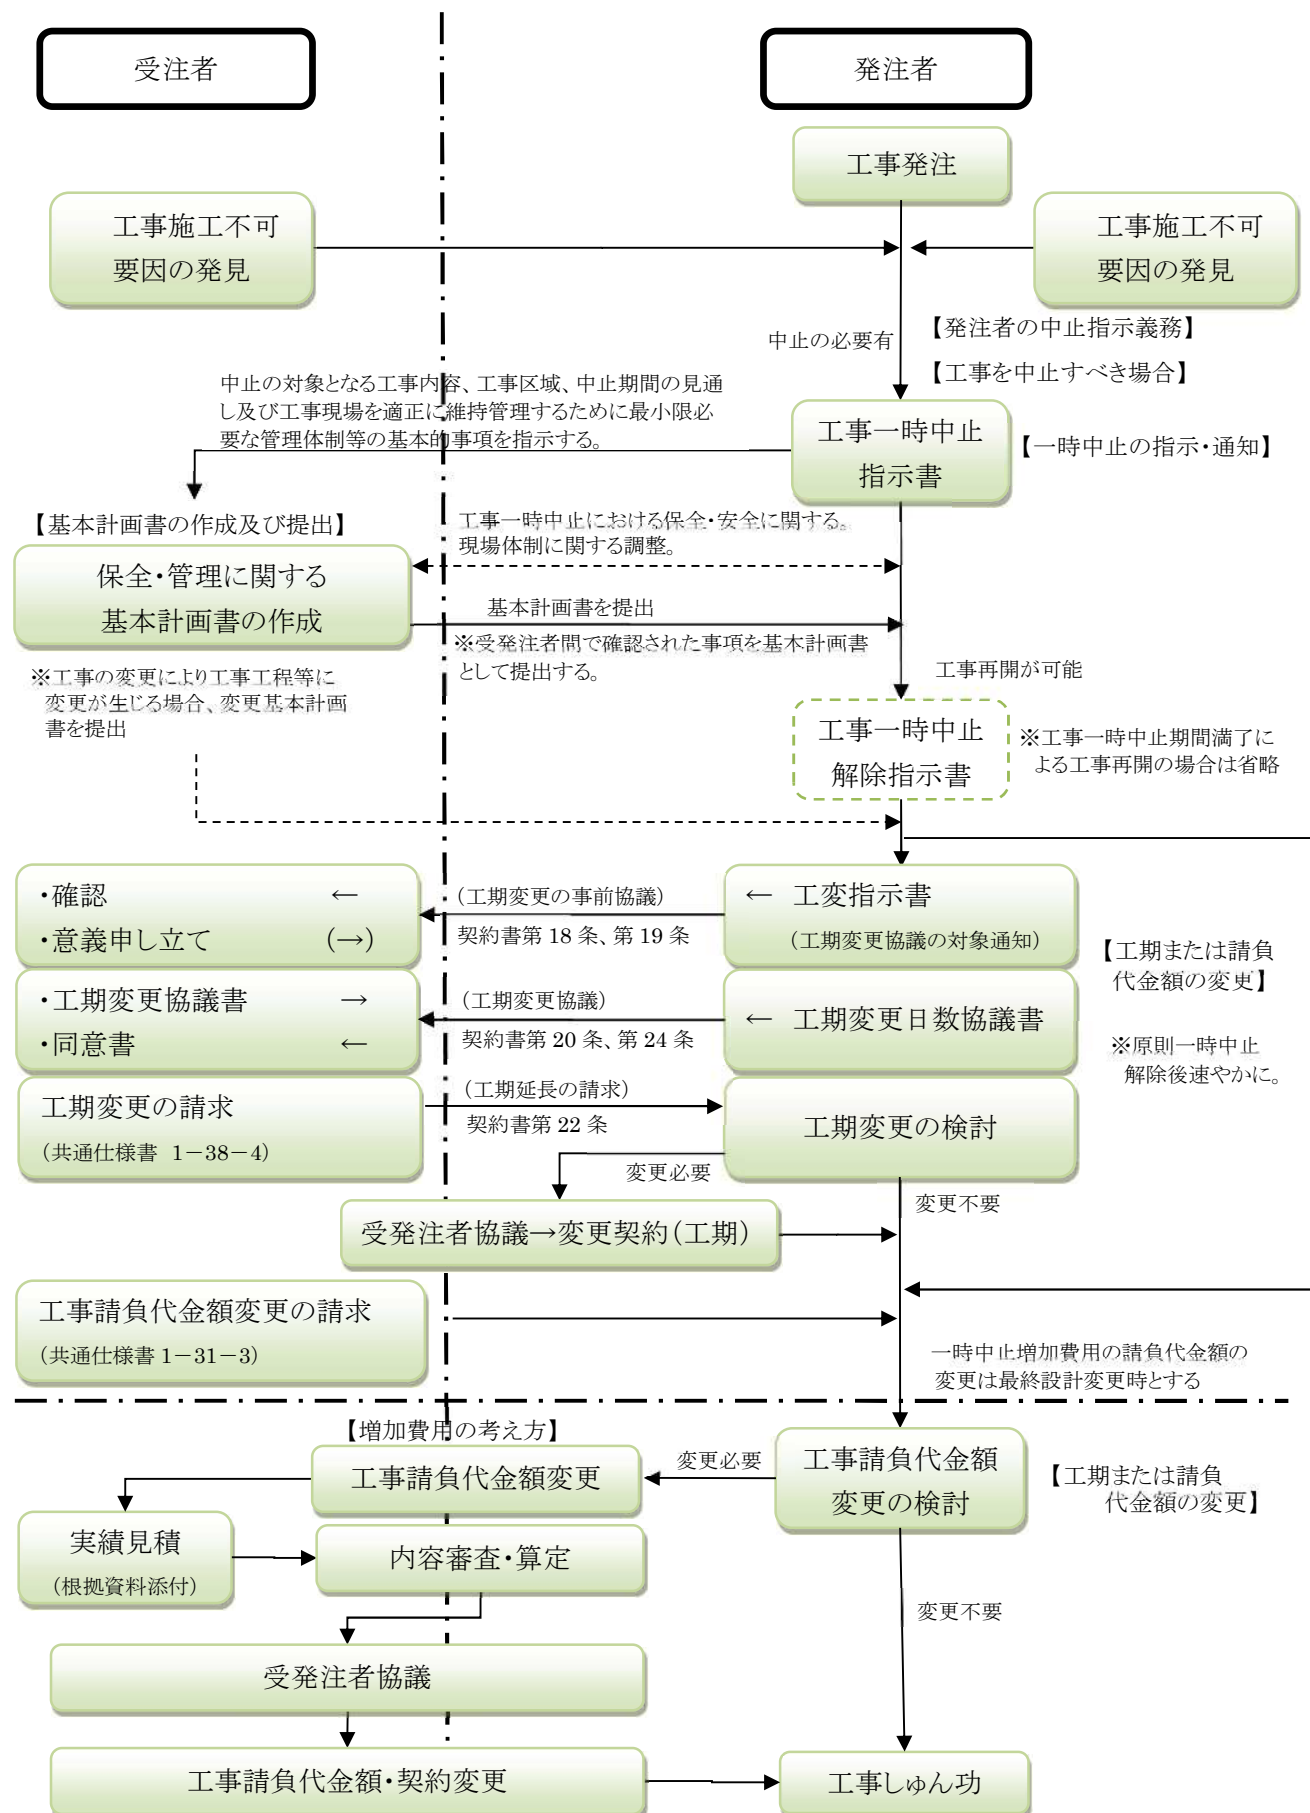 受注者
発注者
工事発注
工事施工不可
要因の発見
工事施工不可
要因の発見
中止の必要有
【発注者の中止指示義務】
【工事を中止すべき場合】
中止の対象となる工事内容、工事区域、中止期間の見通
し及び工事現場を適正に維持管理するために最小限必
要な管理体制等の基本的事項を指示する。
工事一時中止
指示書
【一時中止の指示・通知】
【基本計画書の作成及び提出】
工事一時中止における保全・安全に関する。
現場体制に関する調整。
保全・管理に関する
基本計画書の作成
基本計画書を提出
※受発注者間で確認された事項を基本計画書
として提出する。
※工事の変更により工事工程等に
変更が生じる場合、変更基本計画
書を提出
工事再開が可能
工事一時中止
解除指示書
※工事一時中止期間満了に
よる工事再開の場合は省略
・確認 ←
・意義申し立て (→)
(工期変更の事前協議)
契約書第 18 条、第 19 条
← 工変指示書
(工期変更協議の対象通知)
【工期または請負
代金額の変更】
・工期変更協議書 →
・同意書 ←
(工期変更協議)
契約書第 20 条、第 24 条
← 工期変更日数協議書
※原則一時中止
解除後速やかに。
工期変更の請求
(共通仕様書 1-38-4)
(工期延長の請求)
契約書第 22 条
工期変更の検討
変更必要
変更不要
受発注者協議→変更契約(工期)
工事請負代金額変更の請求
(共通仕様書 1-31-3)
一時中止増加費用の請負代金額の
変更は最終設計変更時とする
【増加費用の考え方】
工事請負代金額変更
変更必要
工事請負代金額
変更の検討
【工期または請負
代金額の変更】
実績見積
(根拠資料添付)
内容審査・算定
変更不要
受発注者協議
工事請負代金額・契約変更
工事しゅん功